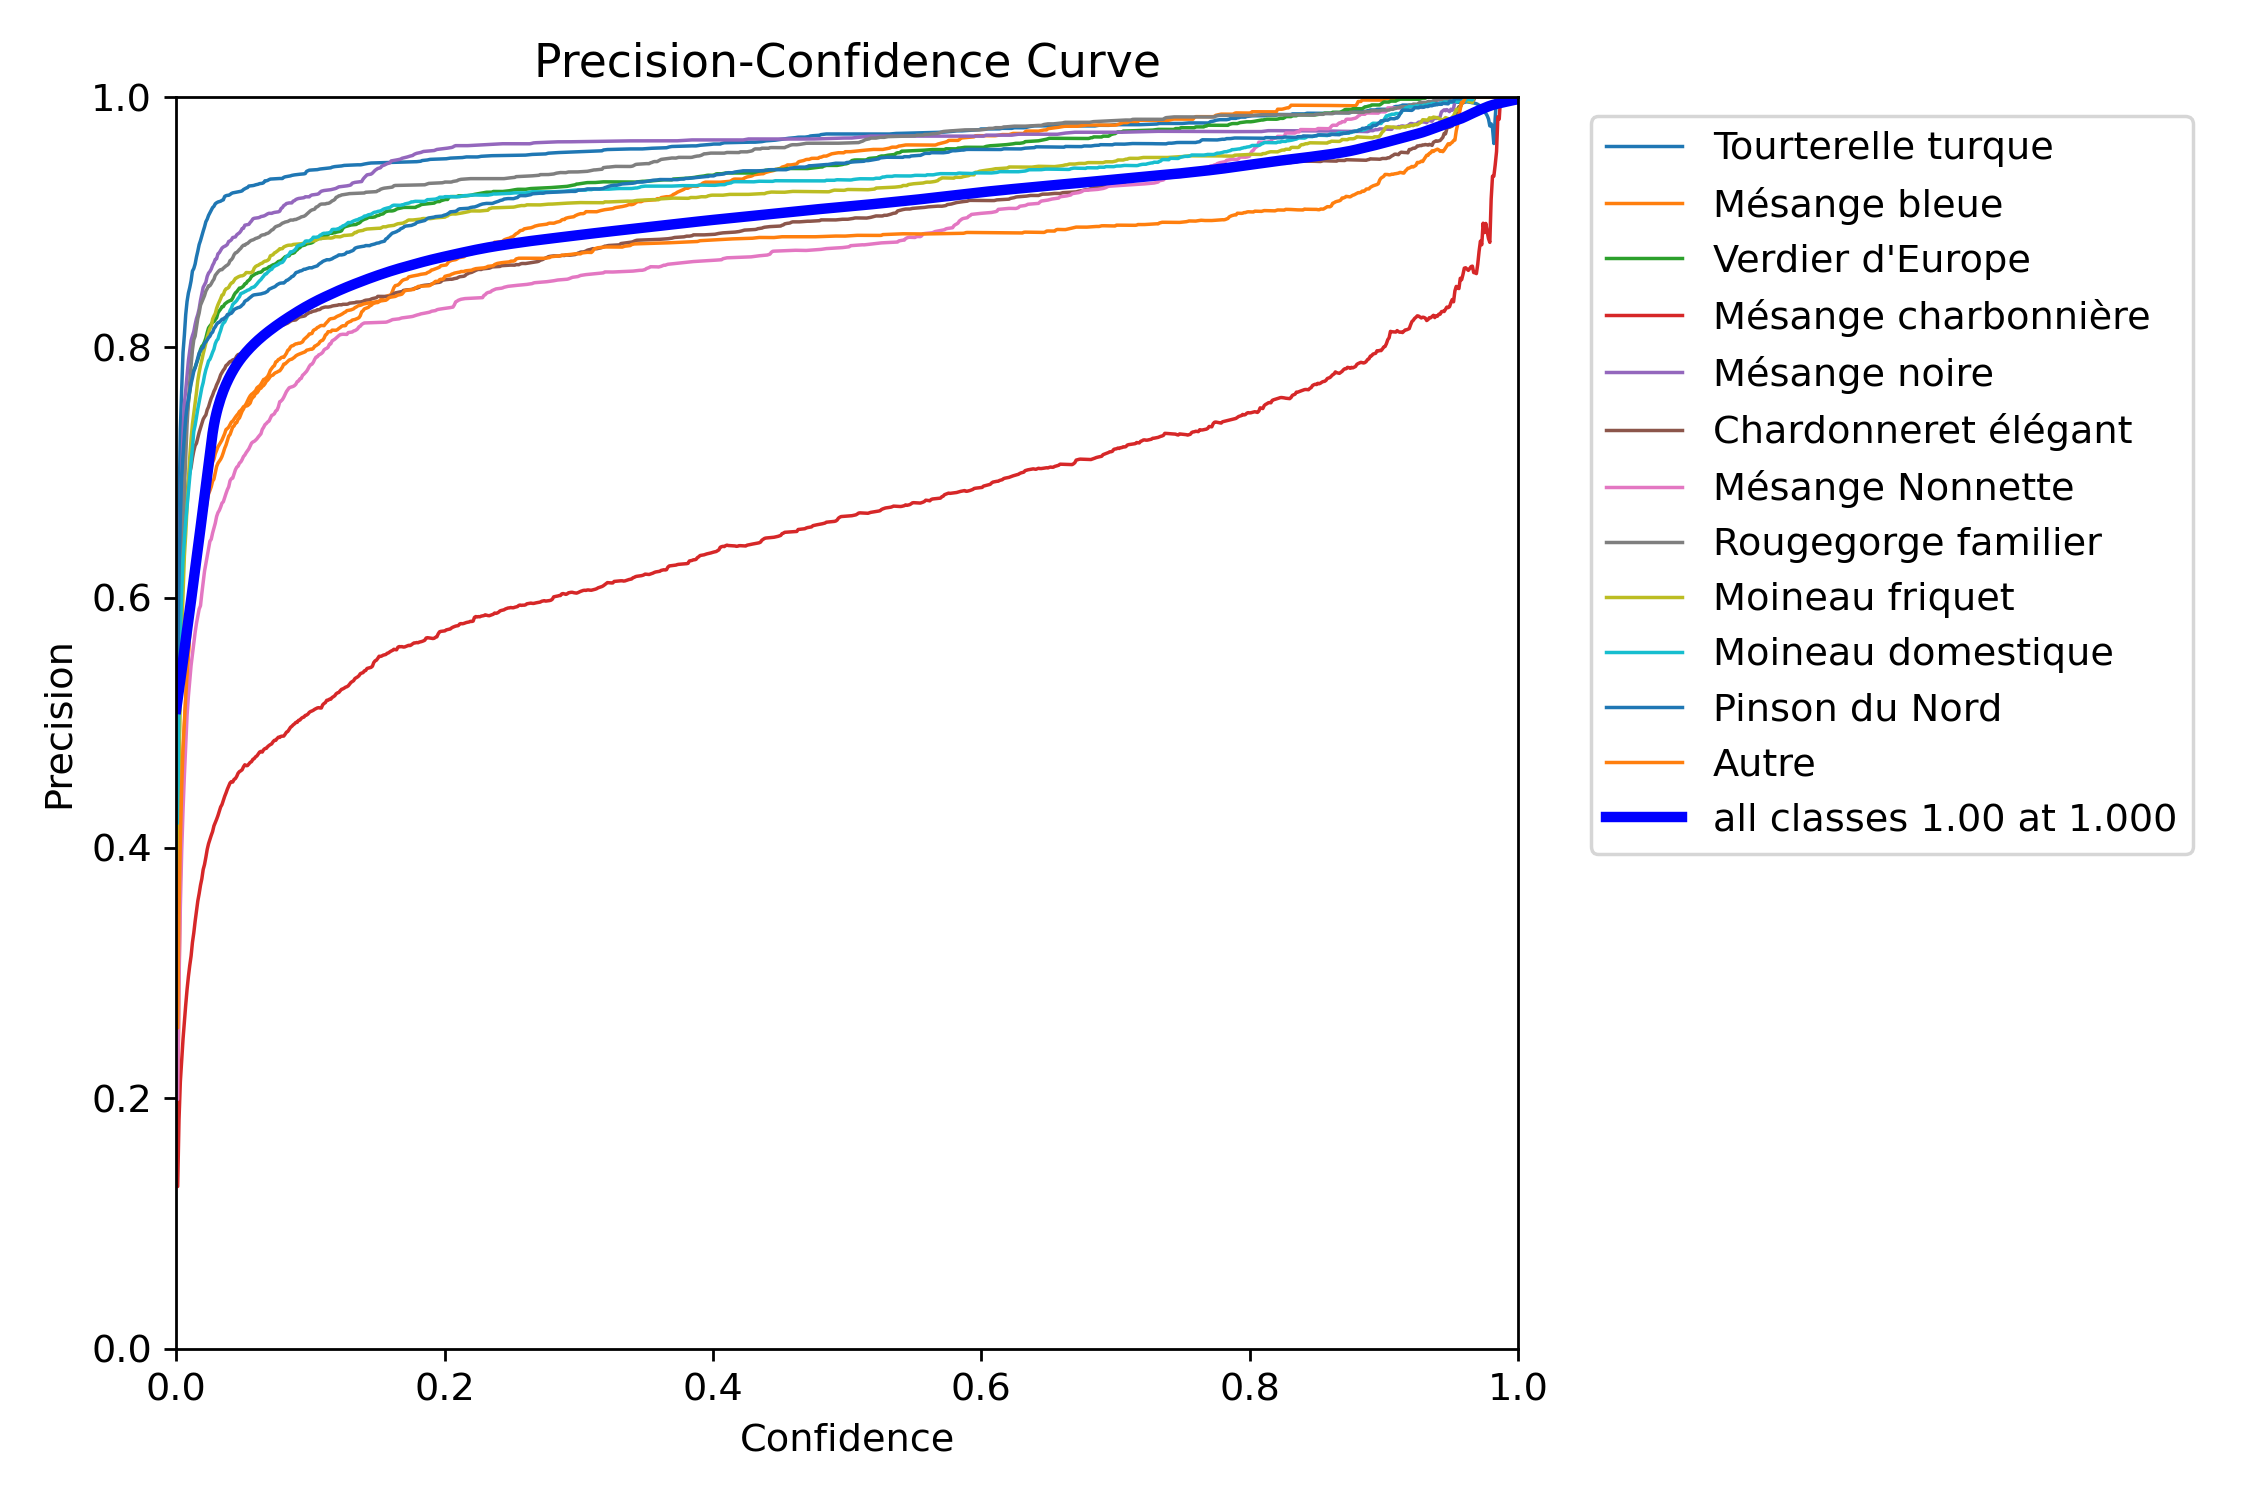 Precision-Confidence Curve
1.0
0.8
0.6
0.4
0.2
0.0
Precision
0.0 0.2 0.4 0.6 0.8 1.0
Confidence
Tourterelle turque
Mésange bleue
Verdier d'Europe
Mésange charbonnière
Mésange noire
Chardonneret élégant
Mésange Nonnette
Rougegorge familier
Moineau friquet
Moineau domestique
Pinson du Nord
Autre
all classes 1.00 at 1.000